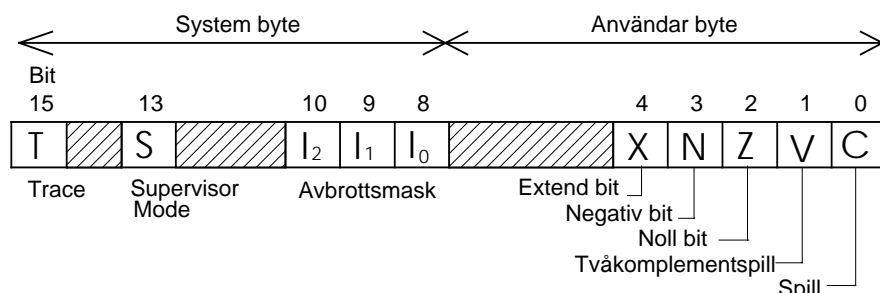 System byte Användar byte
Bit
15 13 10 9 8 4 3 2 1 0
T S I2 I1 I0 X N Z V C
Trace Supervisor Mode Avbrottsmask Extend bit
Negativ bit
Noll bit
Tvåkomplementspill
Spill